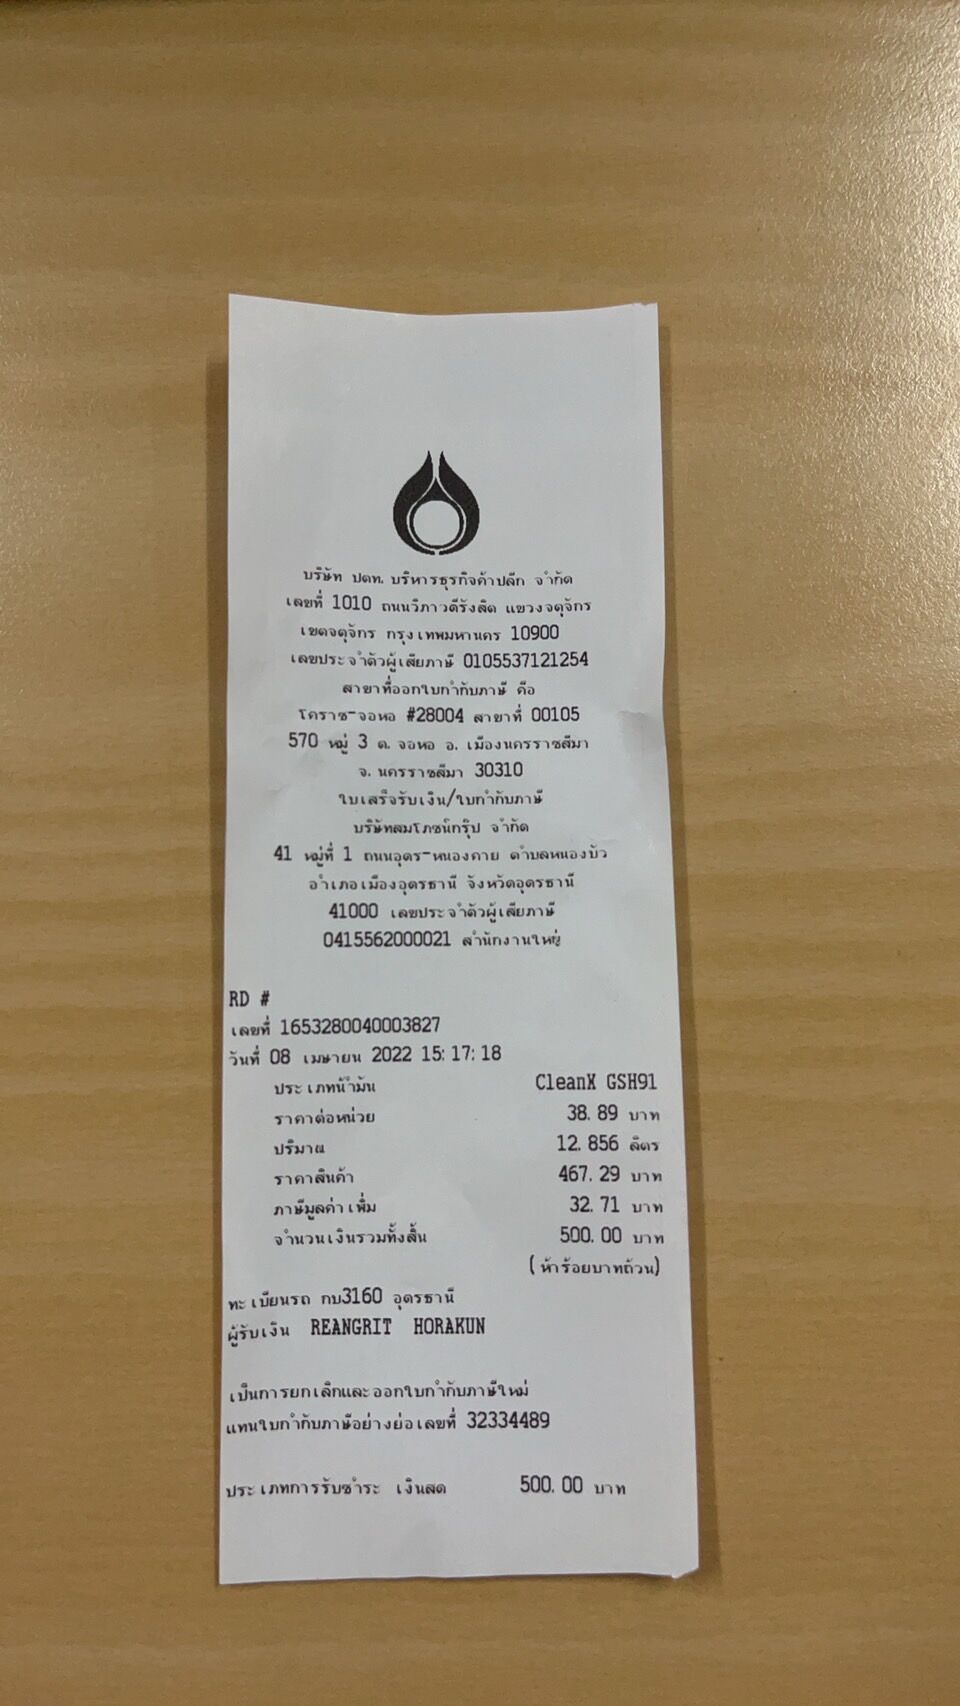 บริษัท ปตท. บริหารธุรกิจค้าปลีก จำกัด
เลขที่ 1010 ถนนวิภาวดีรังสิต แขวงจตุจักร
เขตจตุจักร กรุงเทพมหานคร 10900
เลขประจำตัวผู้เสียภาษี 0105537121254
สาขาที่ออกใบกำกับภาษี คือ
โคราช-จอหอ #28004 สาขาที่ 00105
570 หมู่ 3 ต. จอหอ อ. เมืองนครราชสีมา
จ. นครราชสีมา 30310
ใบเสร็จรับเงิน/ใบกำกับภาษี
บริษัทสมโภชน์กรุ๊ป จำกัด
41 หมู่ที่ 1 ถนนอุดร-หนองคาย ตำบลหนองบัว
อำเภอเมืองอุดรธานี จังหวัดอุดรธานี
41000 เลขประจำตัวผู้เสียภาษี
0415562000021 สำนักงานใหญ่
RD #
เลขที่ 1653280040003827
วันที่ 08 เมษายน 2022 15:17:18
ประเภทน้ำมัน CleanX GSH91
ราคาต่อหน่วย 38.89 บาท
ปริมาณ 12.856 ลิตร
ราคาสินค้า 467.29 บาท
ภาษีมูลค่าเพิ่ม 32.71 บาท
จำนวนเงินรวมทั้งสิ้น 500.00 บาท
(ห้าร้อยบาทถ้วน)
ทะเบียนรถ กบ3160 อุดรธานี
ผู้รับเงิน REANGRIT HORAKUN
เป็นการยกเลิกและออกใบกำกับภาษีใหม่
แทนใบกำกับภาษีอย่างย่อเลขที่ 32334489
ประเภทการรับชำระ เงินสด 500.00 บาท